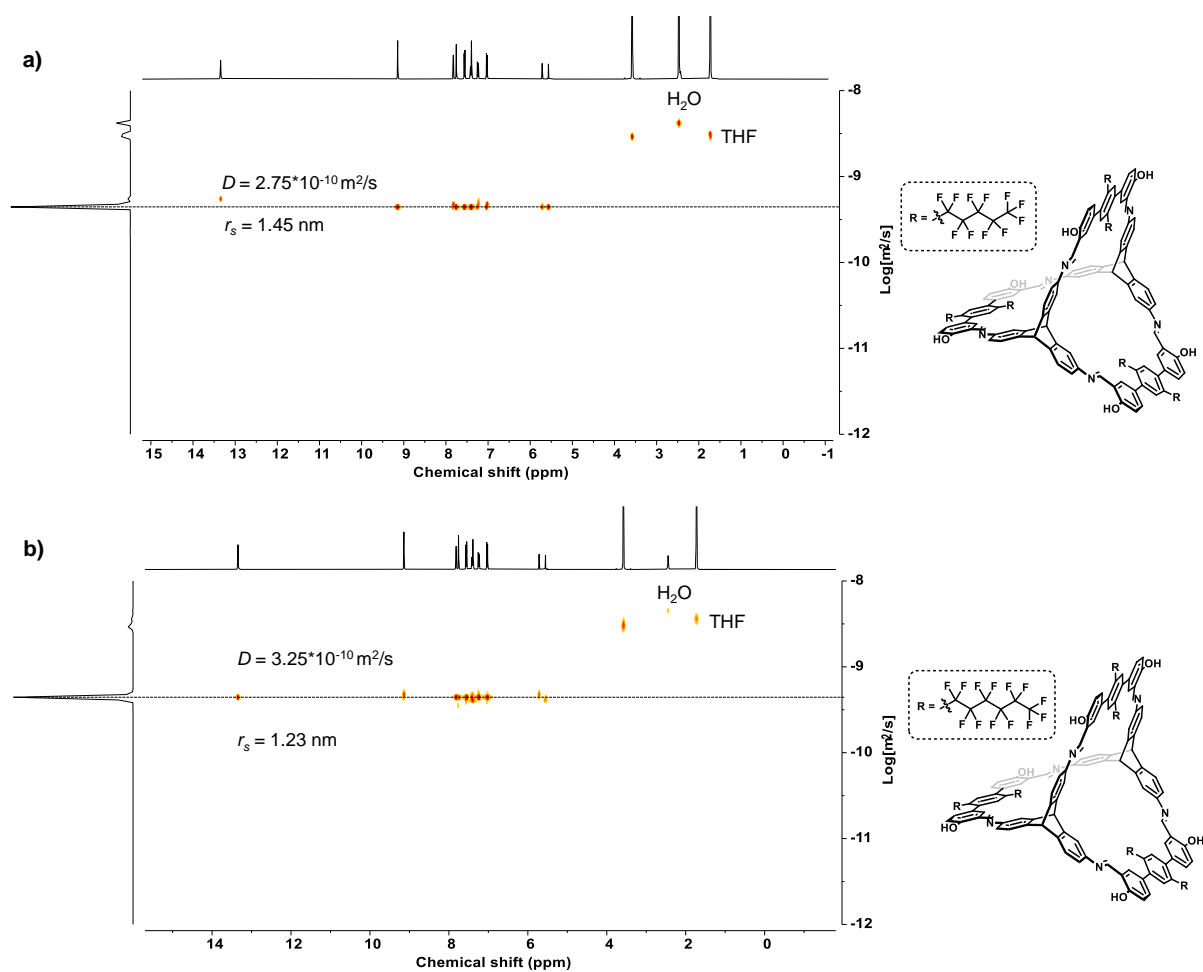 a)
H2O
THF
D = 2.75*10-10 m2/s
rs = 1.45 nm
-8
-9
-10
-11
-12
Log[m2/s]
15 14 13 12 11 10 9 8 7 6 5 4 3 2 1 0 -1
Chemical shift (ppm)
R =
F F F F F F
F F F F F
R OH
HO R
N
N
OH N
R R
HO N
N
R OH
N
HO R
b)
H2O
THF
D = 3.25*10-10 m2/s
rs = 1.23 nm
-8
-9
-10
-11
-12
Log[m2/s]
14 12 10 8 6 4 2 0
Chemical shift (ppm)
R =
F F F F F F
F F F F F F F
R OH
HO R
N
N
OH N
R R
HO N
N
R OH
N
HO R